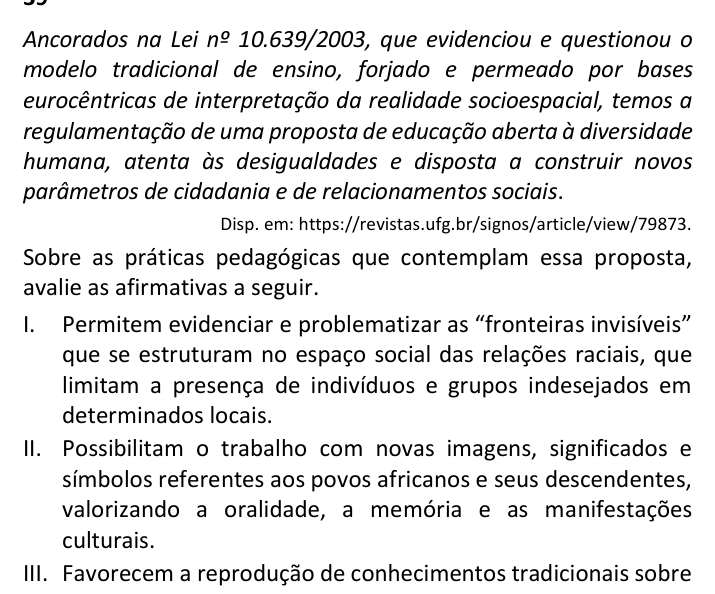 39
Ancorados na Lei nº 10.639/2003, que evidenciou e questionou o
modelo tradicional de ensino, forjado e permeado por bases
eurocêntricas de interpretação da realidade socioespacial, temos a
regulamentação de uma proposta de educação aberta à diversidade
humana, atenta às desigualdades e disposta a construir novos
parâmetros de cidadania e de relacionamentos sociais.
Disp. em: https://revistas.ufg.br/signos/article/view/79873.
Sobre as práticas pedagógicas que contemplam essa proposta,
avalie as afirmativas a seguir.
I. Permitem evidenciar e problematizar as “fronteiras invisíveis”
que se estruturam no espaço social das relações raciais, que
limitam a presença de indivíduos e grupos indesejados em
determinados locais.
II. Possibilitam o trabalho com novas imagens, significados e
símbolos referentes aos povos africanos e seus descendentes,
valorizando a oralidade, a memória e as manifestações
culturais.
III. Favorecem a reprodução de conhecimentos tradicionais sobre